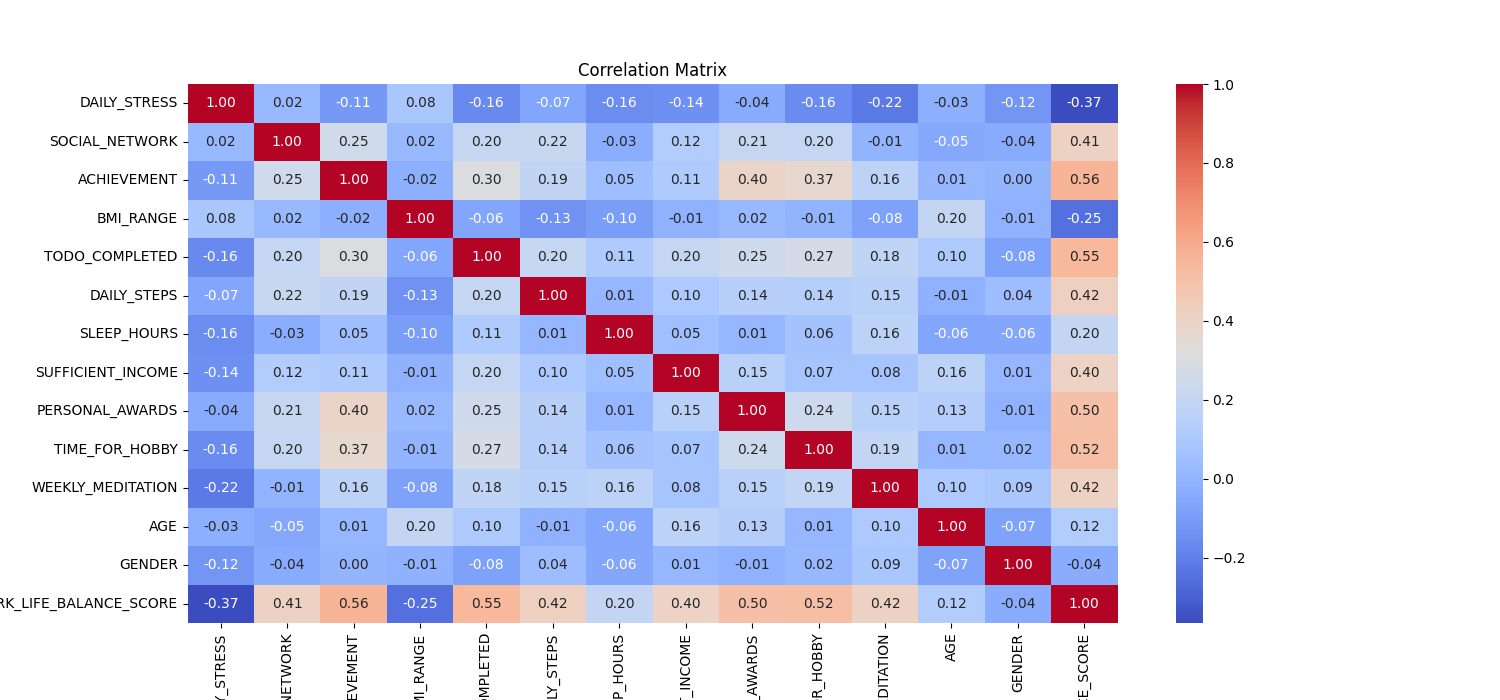 Correlation Matrix
DAILY_STRESS 1.00 0.02 -0.11 0.08 -0.16 -0.07 -0.16 -0.14 -0.04 -0.16 -0.22 -0.03 -0.12 -0.37
SOCIAL_NETWORK 0.02 1.00 0.25 0.02 0.20 0.22 -0.03 0.12 0.21 0.20 -0.01 -0.05 -0.04 0.41
ACHIEVEMENT -0.11 0.25 1.00 -0.02 0.30 0.19 0.05 0.11 0.40 0.37 0.16 0.01 0.00 0.56
BMI_RANGE 0.08 0.02 -0.02 1.00 -0.06 -0.13 -0.10 -0.01 0.02 -0.01 -0.08 0.20 -0.01 -0.25
TODO_COMPLETED -0.16 0.20 0.30 -0.06 1.00 0.20 0.11 0.20 0.25 0.27 0.18 0.10 -0.08 0.55
DAILY_STEPS -0.07 0.22 0.19 -0.13 0.20 1.00 0.01 0.10 0.14 0.14 0.15 -0.01 0.04 0.42
SLEEP_HOURS -0.16 -0.03 0.05 -0.10 0.11 0.01 1.00 0.05 0.01 0.06 0.16 -0.06 -0.06 0.20
SUFFICIENT_INCOME -0.14 0.12 0.11 -0.01 0.20 0.10 0.05 1.00 0.15 0.07 0.08 0.16 0.01 0.40
PERSONAL_AWARDS -0.04 0.21 0.40 0.02 0.25 0.14 0.01 0.15 1.00 0.24 0.15 0.13 -0.01 0.50
TIME_FOR_HOBBY -0.16 0.20 0.37 -0.01 0.27 0.14 0.06 0.07 0.24 1.00 0.19 0.01 0.02 0.52
WEEKLY_MEDITATION -0.22 -0.01 0.16 -0.08 0.18 0.15 0.16 0.08 0.15 0.19 1.00 0.10 0.09 0.42
AGE -0.03 -0.05 0.01 0.20 0.10 -0.01 -0.06 0.16 0.13 0.01 0.10 1.00 -0.07 0.12
GENDER -0.12 -0.04 0.00 -0.01 -0.08 0.04 -0.06 0.01 -0.01 0.02 0.09 -0.07 1.00 -0.04
RK_LIFE_BALANCE_SCORE -0.37 0.41 0.56 -0.25 0.55 0.42 0.20 0.40 0.50 0.52 0.42 0.12 -0.04 1.00
Y_STRESS
NETWORK
EVEMENT
MI_RANGE
OMPLETED
LY_STEPS
P_HOURS
T_INCOME
_AWARDS
R_HOBBY
DITATION
AGE
GENDER
CE_SCORE
1.0
0.8
0.6
0.4
0.2
0.0
−0.2